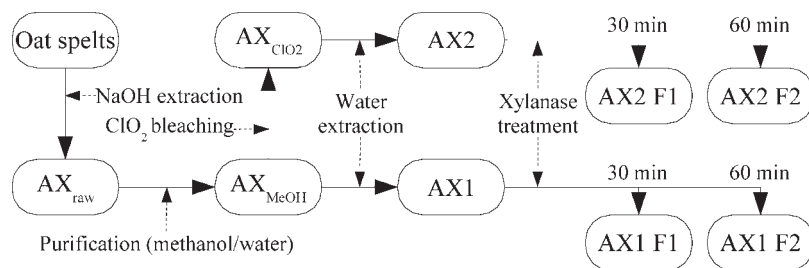 Oat spelts
AX ClO2
AX2
30 min
60 min
AX2 F1
AX2 F2
NaOH extraction
ClO2 bleaching
Water
extraction
Xylanase
treatment
AX raw
AX MeOH
AX1
30 min
60 min
AX1 F1
AX1 F2
Purification (methanol/water)